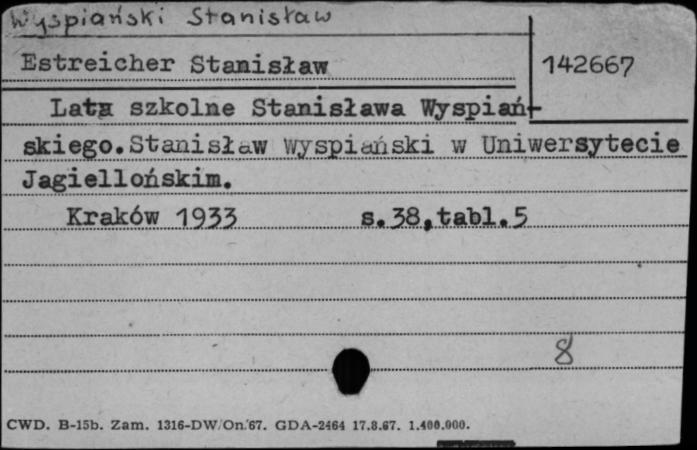 Wyspiański Stanisław
Estreicher Stanisław 142667
Lata szkolne Stanisława Wyspiań-
skiego.Stanisław Wyspiański w Uniwersytecie
Jagiellońskim.
Kraków 1933 s.38,tabl.5
8
CWD. B-15b. Zam. 1316-DW/On.'67. GDA-2464 17.8.67. 1.400.000.